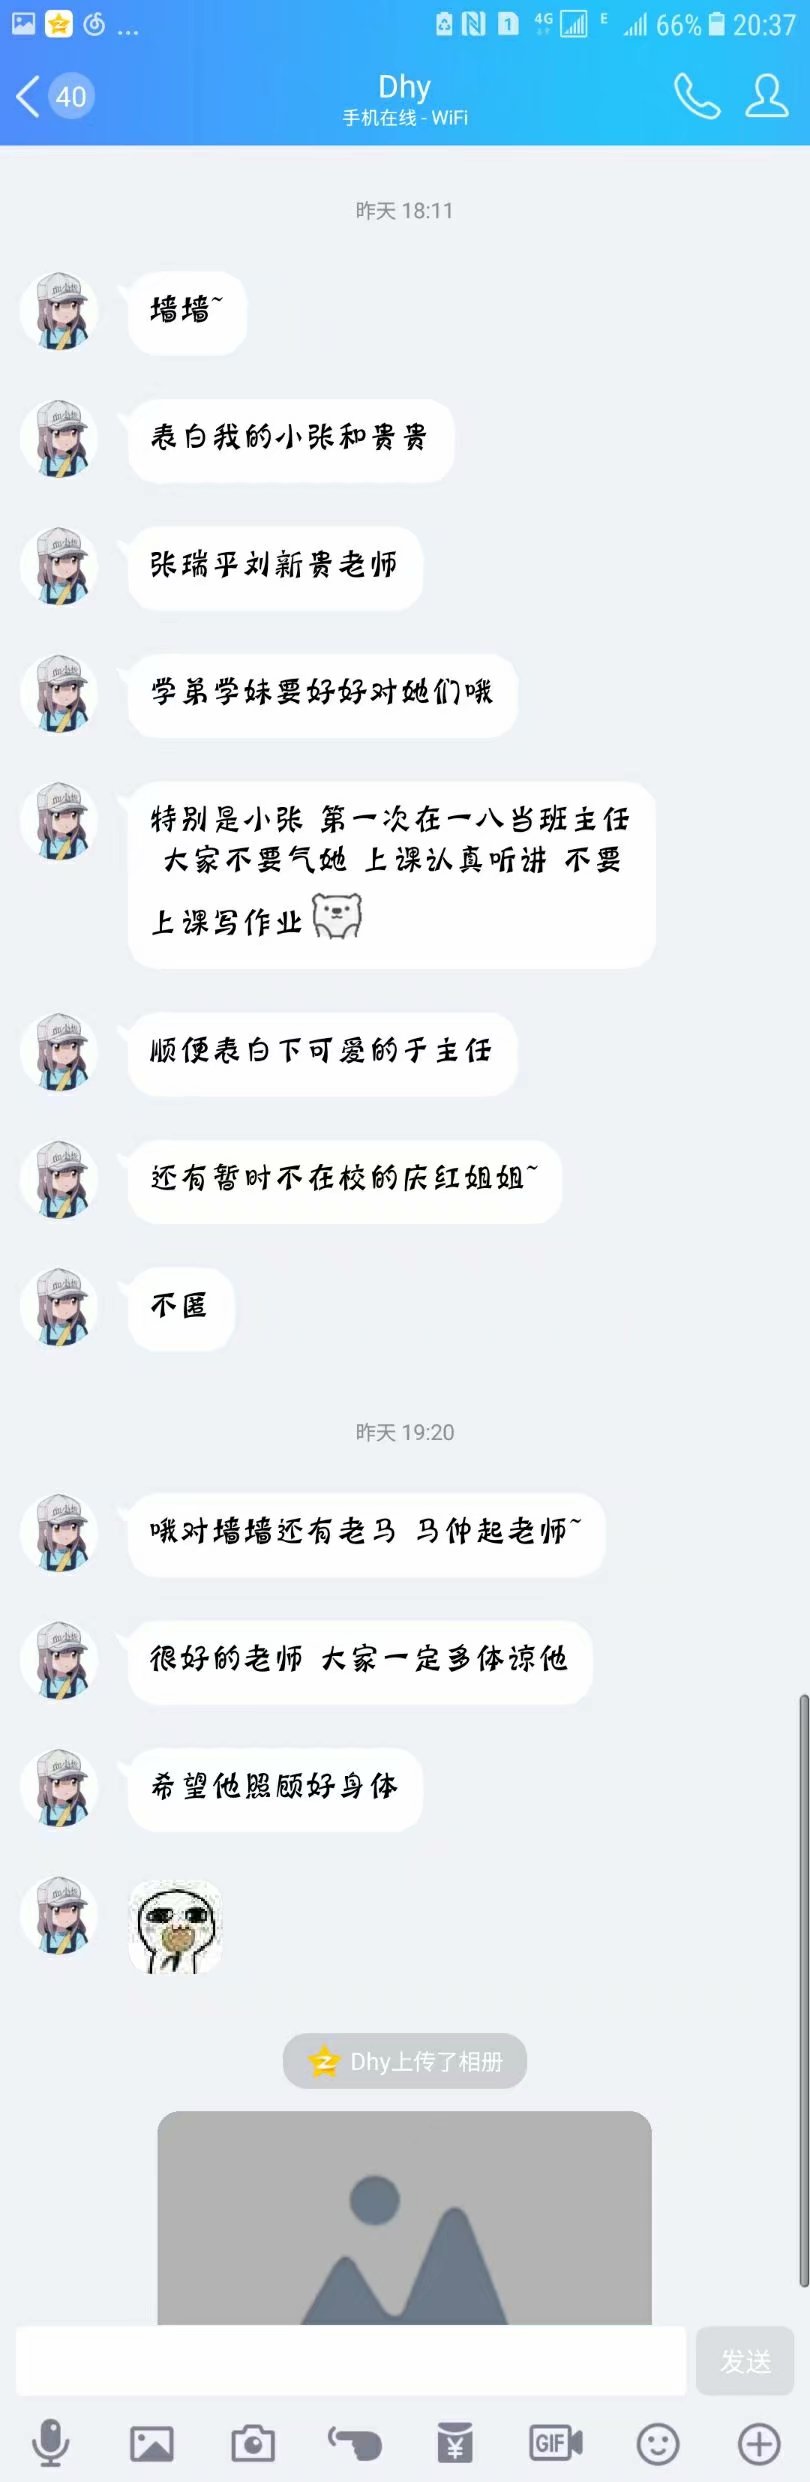 ... 1 4G E 66% 20:37
40 Dhy
手机在线 - WiFi
昨天 18:11
墙墙~
表白我的小张和贵贵
张瑞平刘新贵老师
学弟学妹要好好对她们哦
特别是小张 第一次在一八当班主任
大家不要气她 上课认真听讲 不要
上课写作业
顺便表白下可爱的于主任
还有暂时不在校的庆红姐姐~
不匿
昨天 19:20
哦对墙墙还有老马 马仲起老师~
很好的老师 大家一定多体谅他
希望他照顾好身体
Dhy上传了相册
发送
GIF